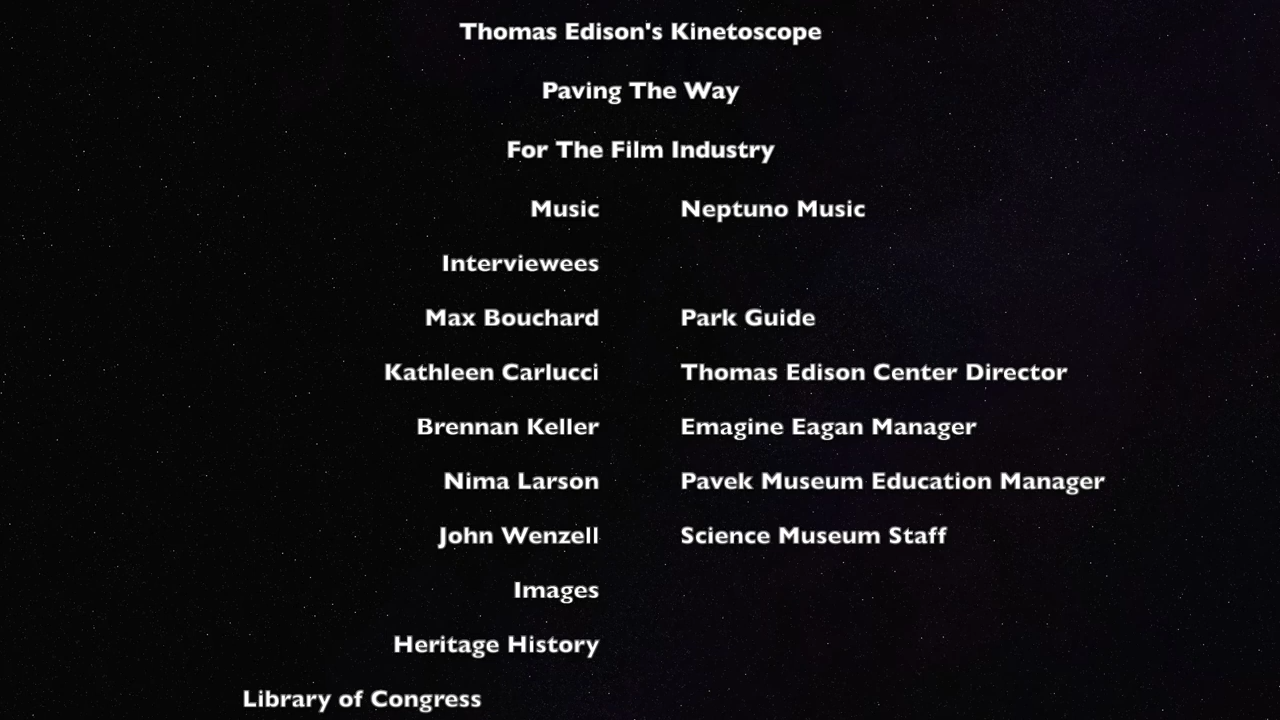 Thomas Edison's Kinetoscope
Paving The Way
For The Film Industry
Music Neptuno Music
Interviewees
Max Bouchard Park Guide
Kathleen Carlucci Thomas Edison Center Director
Brennan Keller Emagine Eagan Manager
Nima Larson Pavek Museum Education Manager
John Wenzell Science Museum Staff
Images
Heritage History
Library of Congress